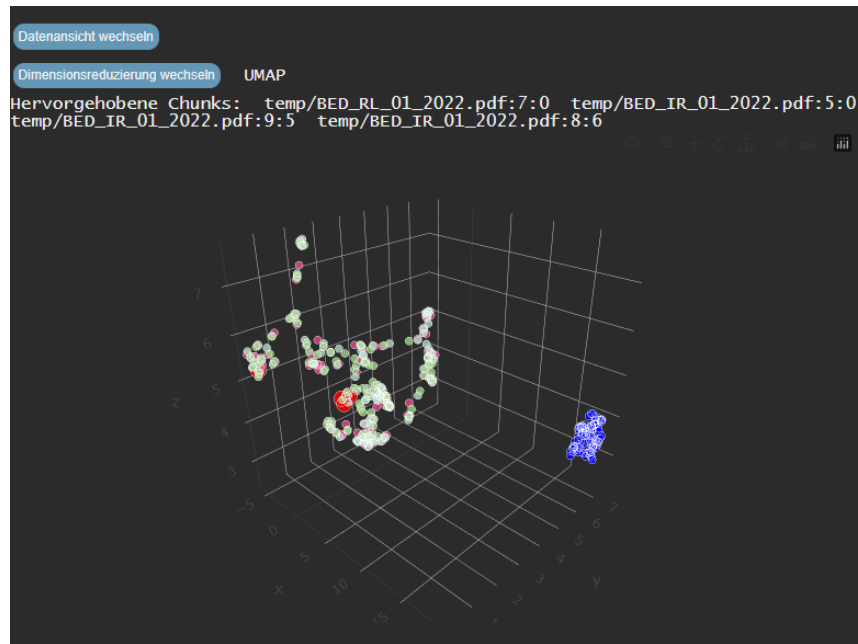 Datenansicht wechseln
Dimensionsreduzierung wechseln UMAP
Hervorgehobene Chunks: temp/BED_RL_01_2022.pdf:7:0 temp/BED_IR_01_2022.pdf:5:0
temp/BED_IR_01_2022.pdf:9:5 temp/BED_IR_01_2022.pdf:8:6
7
6
5
z
4
3
−5
0
5
x
10
15
7
6
5
4
y
3
2